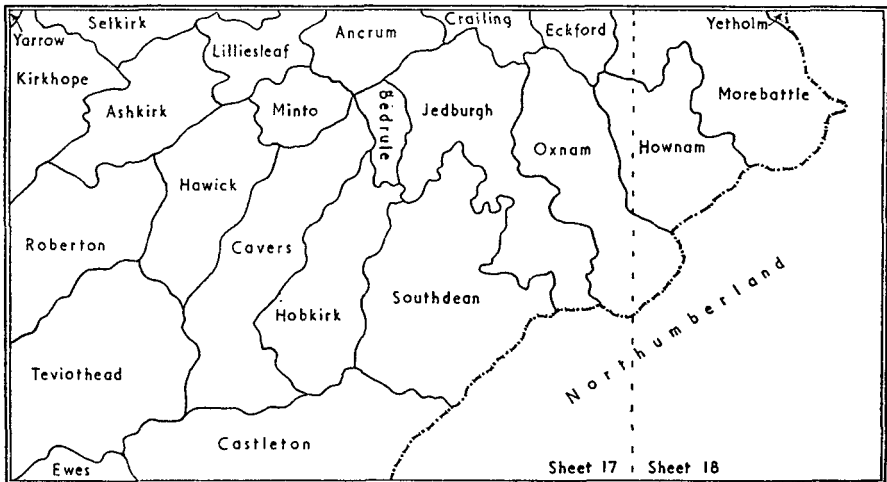 Selkirk
Yarrow
Kirkhope
Ashkirk
Lilliesleaf
Ancrum
Crailing
Eckford
Yetholm
Minto
Bedrule
Jedburgh
Morebattle
Oxnam
Hownam
Hawick
Roberton
Cavers
Hobkirk
Southdean
Northumberland
Teviothead
Castleton
Ewes
Sheet 17
Sheet 18